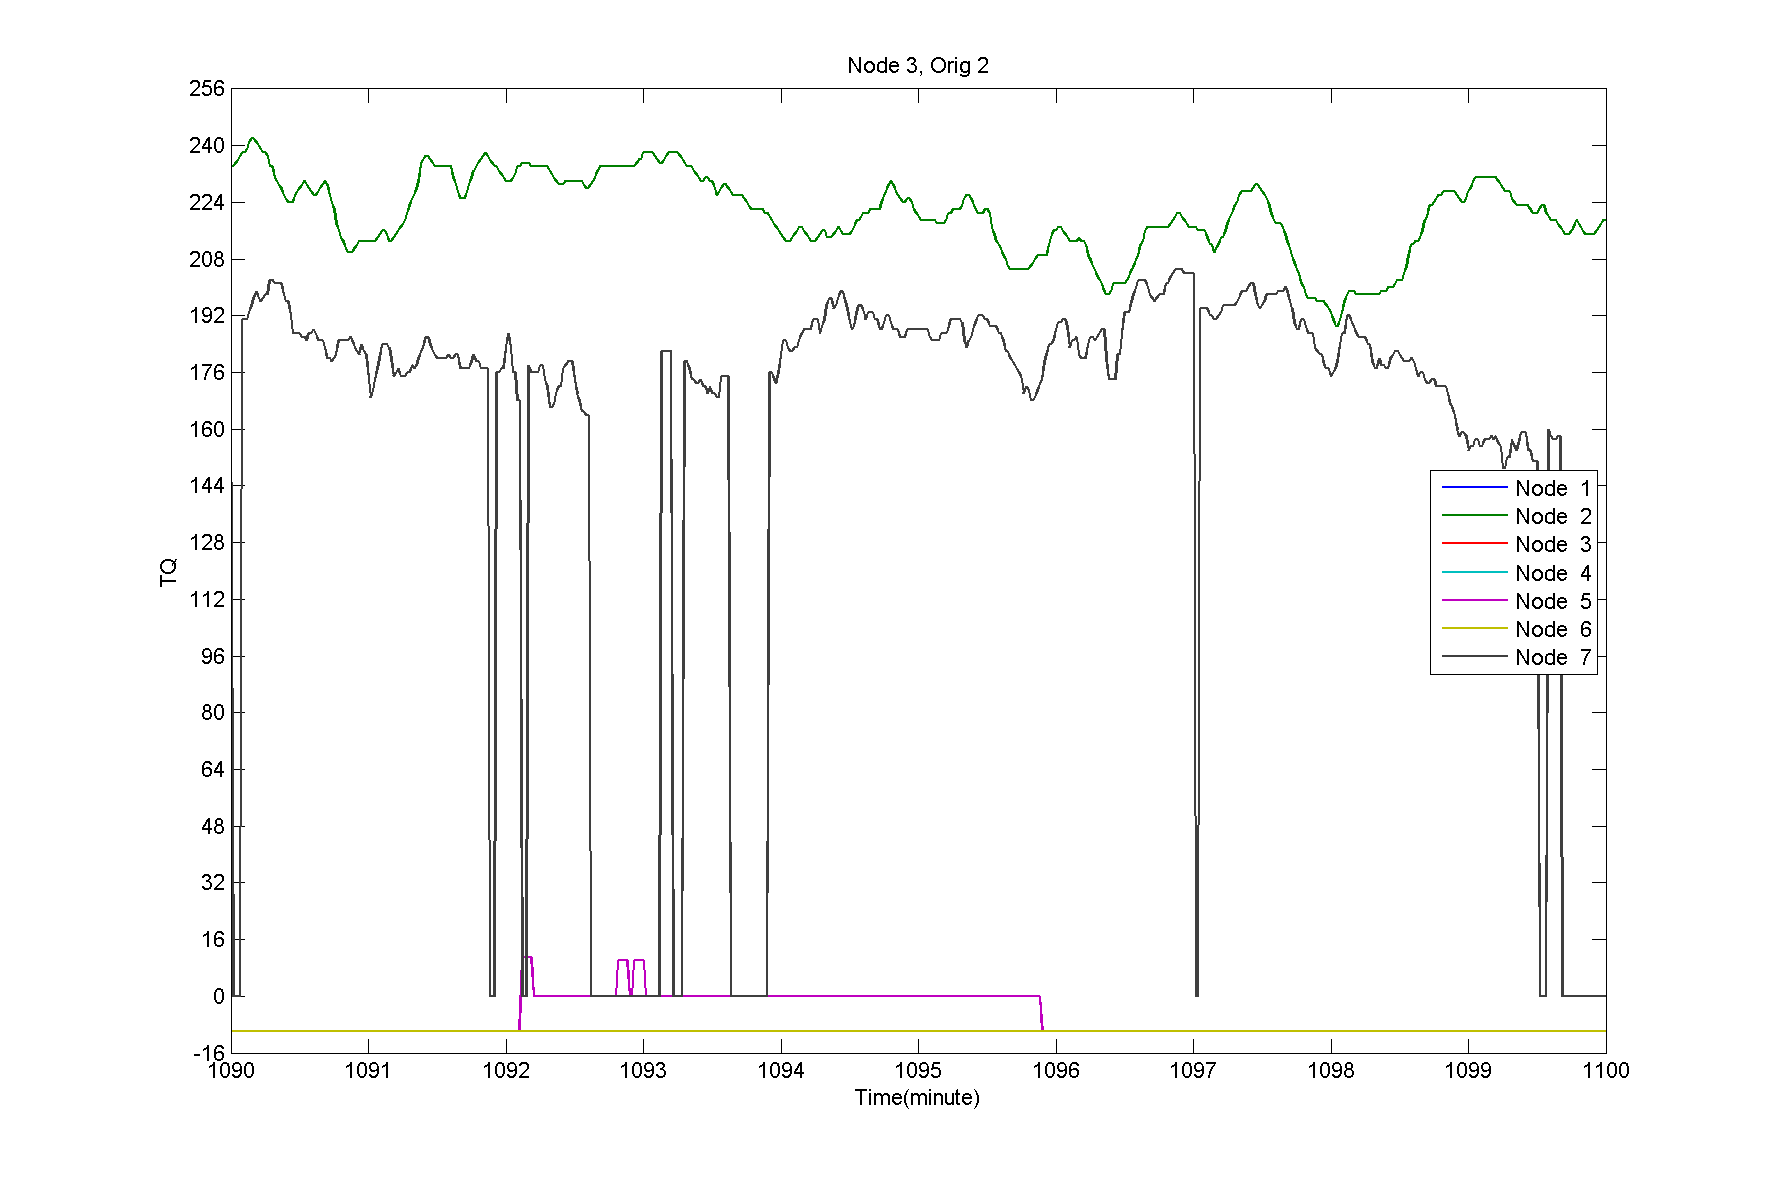 Node 3, Orig 2
256
240
224
208
192
176
160
144
128
112
96
80
64
48
32
16
0
-16
TQ
Node 1
Node 2
Node 3
Node 4
Node 5
Node 6
Node 7
1090 1091 1092 1093 1094 1095 1096 1097 1098 1099 1100
Time(minute)